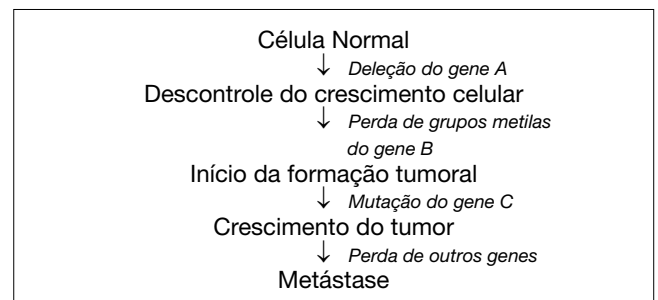 Célula Normal
↓ Deleção do gene A
Descontrole do crescimento celular
↓ Perda de grupos metilas
do gene B
Início da formação tumoral
↓ Mutação do gene C
Crescimento do tumor
↓ Perda de outros genes
Metástase